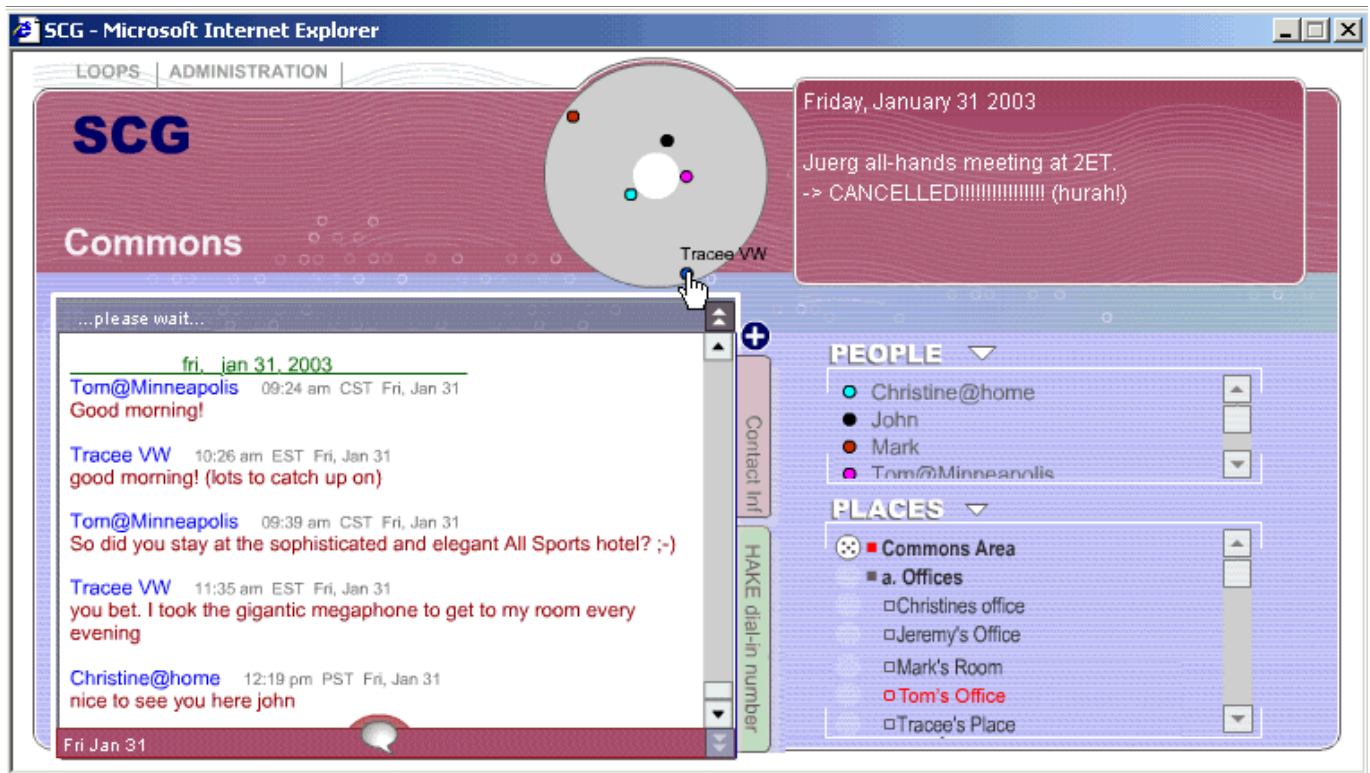 SCG - Microsoft Internet Explorer
LOOPS ADMINISTRATION
SCG
Commons
Tracee VW
Friday, January 31 2003
Juerg all-hands meeting at 2ET.
-> CANCELLED!!!!!!!!!!!!!!!! (hurah!)
...please wait...
fri, jan 31, 2003
Tom@Minneapolis 09:24 am CST Fri, Jan 31
Good morning!
Tracee VW 10:26 am EST Fri, Jan 31
good morning! (lots to catch up on)
Tom@Minneapolis 09:39 am CST Fri, Jan 31
So did you stay at the sophisticated and elegant All Sports hotel? ;-)
Tracee VW 11:35 am EST Fri, Jan 31
you bet. I took the gigantic megaphone to get to my room every
evening
Christine@home 12:19 pm PST Fri, Jan 31
nice to see you here john
Fri Jan 31
Contact Inf
HAKE dial-in number
PEOPLE
Christine@home
John
Mark
Tom@Minneapolis
PLACES
Commons Area
a. Offices
Christines office
Jeremy's Office
Mark's Room
Tom's Office
Tracee's Place